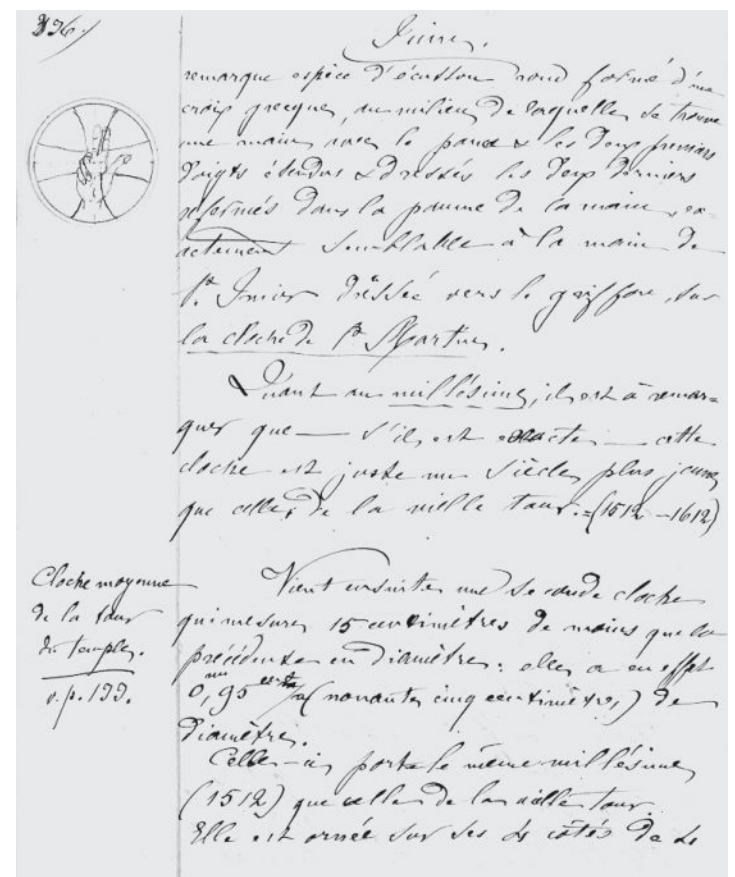 326.)
remarque espèce d'écusson rond formé d'une
croix grecque, au milieu de laquelle se trouve
une main avec le pouce & les deux premiers
doigts étendus & dressés les deux derniers
refermés dans la paume de la main, ex-
actement semblable à la main de
St. Imier dressée vers le griffon, sur
la cloche de St Martin.
Quant au millésime, il est à remar=
quer que — s'il est exacte — cette
cloche est juste un siècle plus jeune
que celle de la vieille tour.=(1512 – 1612)
Cloche moyenne
de la tour
du temple.
v. p. 199.
Vient ensuite une seconde cloche
qui mesure 15 centimètres de moins que la
précédente en diamètre: elle a en effet
0,95 (nonante cinq centimètres) de
diamètre.
Celle-ci, porte le même millésime
(1512) que celle de la vieille tour.
Elle est ornée sur ses 4 côtés de 4